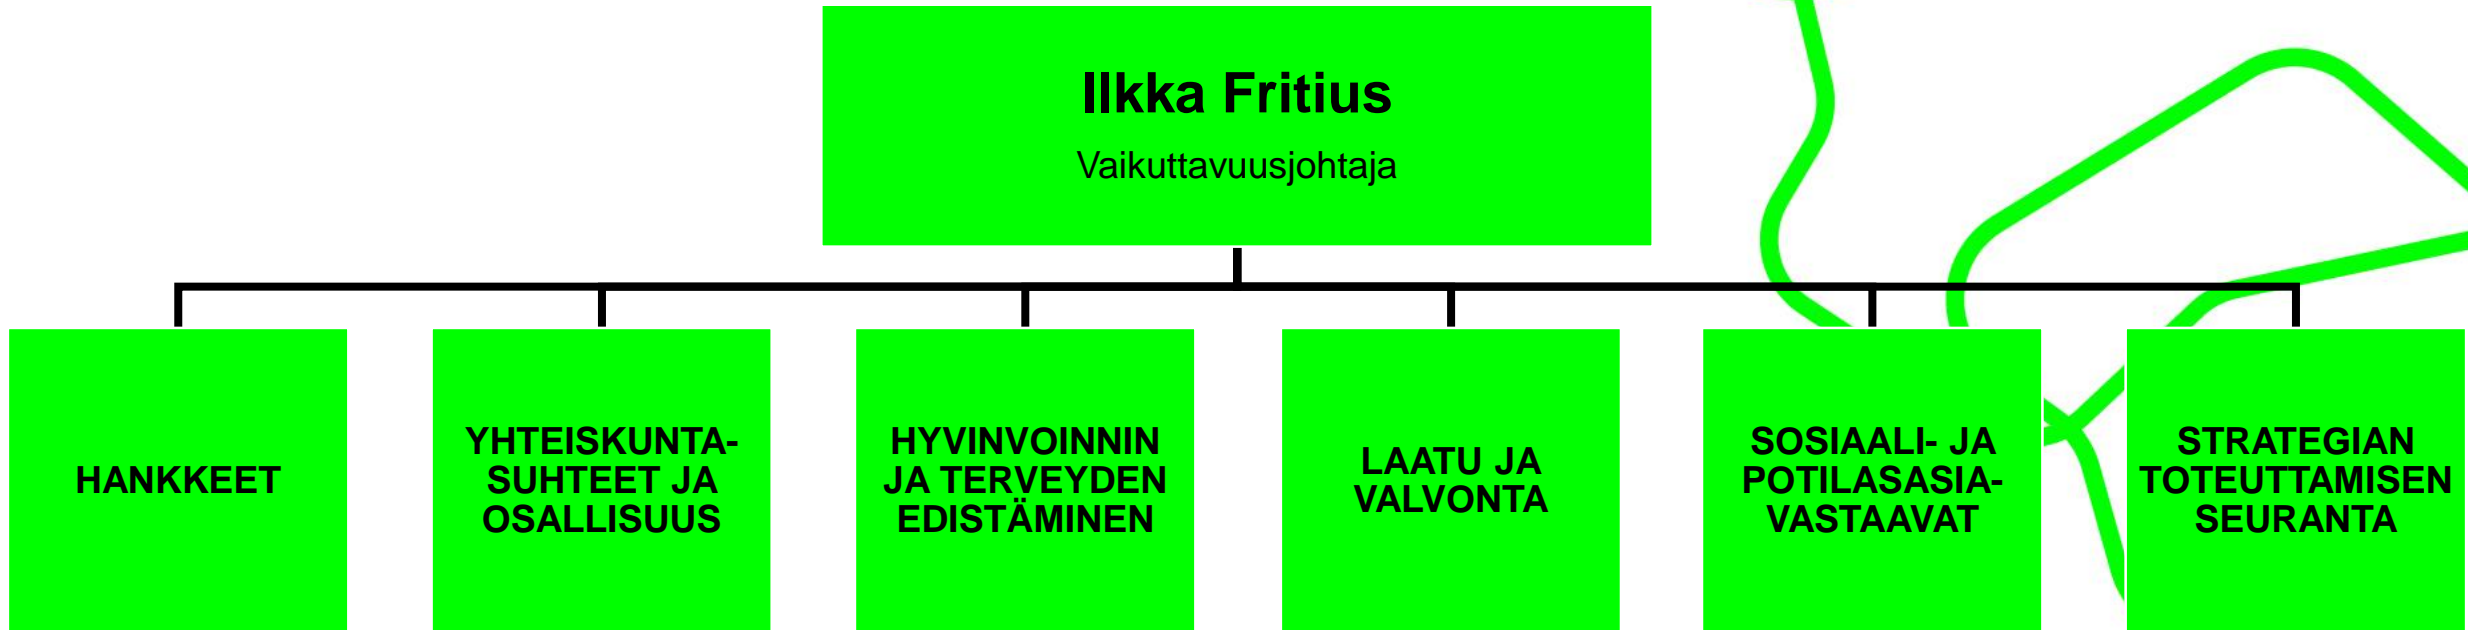 Ilkka Fritius
Vaikuttavuusjohtaja
HANKKEET
YHTEISKUNTA-
SUHTEET JA
OSALLISUUS
HYVINVOINNIN
JA TERVEYDEN
EDISTÄMINEN
LAATU JA
VALVONTA
SOSIAALI- JA
POTILASASIA-
VASTAAVAT
STRATEGIAN
TOTEUTTAMISEN
SEURANTA